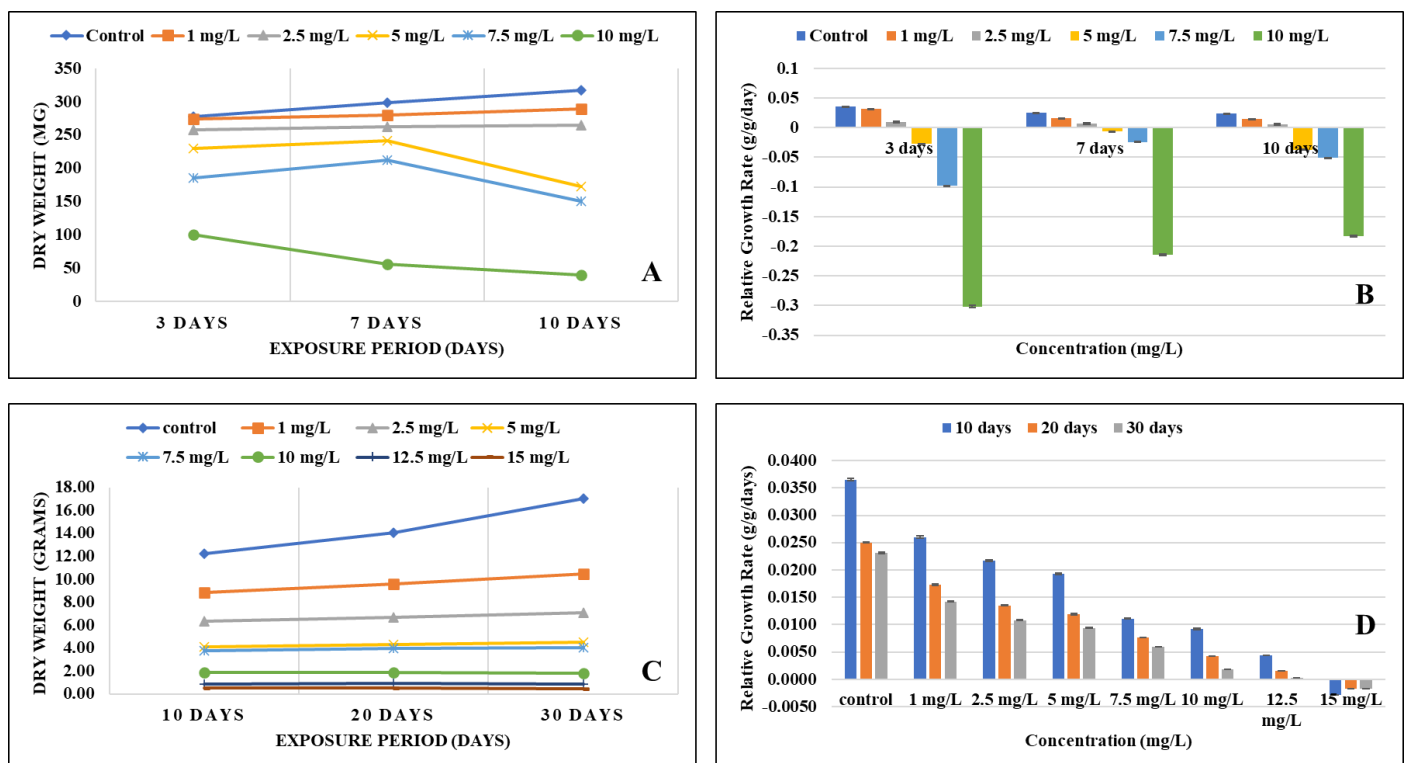 Control 1 mg/L 2.5 mg/L 5 mg/L 7.5 mg/L 10 mg/L
350
300
250
200
150
100
50
0
DRY WEIGHT (MG)
3 DAYS 7 DAYS 10 DAYS
EXPOSURE PERIOD (DAYS)
A
Control 1 mg/L 2.5 mg/L 5 mg/L 7.5 mg/L 10 mg/L
0.1
0.05
0
-0.05
-0.1
-0.15
-0.2
-0.25
-0.3
-0.35
Relative Growth Rate (g/g/day)
3 days 7 days 10 days
Concentration (mg/L)
B
control 1 mg/L 2.5 mg/L 5 mg/L
7.5 mg/L 10 mg/L 12.5 mg/L 15 mg/L
18.00
16.00
14.00
12.00
10.00
8.00
6.00
4.00
2.00
0.00
DRY WEIGHT (GRAMS)
10 DAYS 20 DAYS 30 DAYS
EXPOSURE PERIOD (DAYS)
C
10 days 20 days 30 days
0.0400
0.0350
0.0300
0.0250
0.0200
0.0150
0.0100
0.0050
0.0000
-0.0050
Relative Growth Rate (g/g/days)
control 1 mg/L 2.5 mg/L 5 mg/L 7.5 mg/L 10 mg/L 12.5 15 mg/L
mg/L
Concentration (mg/L)
D